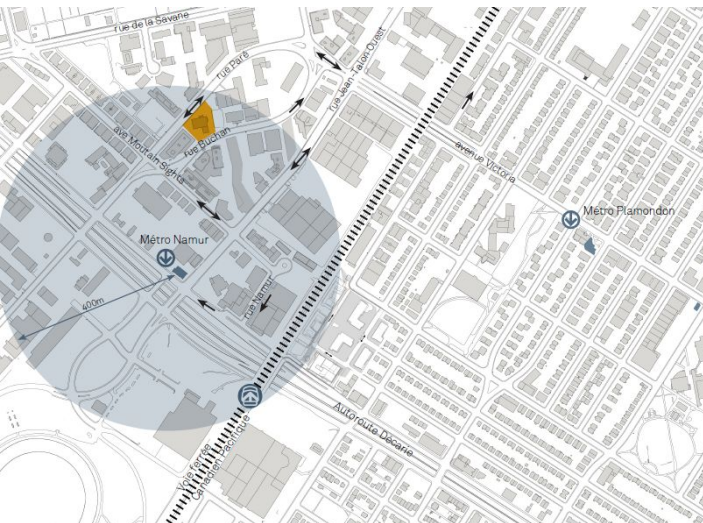 rue de la Savane
rue Paré
rue Jean-Talon Ouest
ave Moutain Sights
rue Buchan
avenue Victoria
Métro Plamondon
Métro Namur
400m
rue Namur
Autoroute Décarie
Voie ferrée
Canadien Pacifique